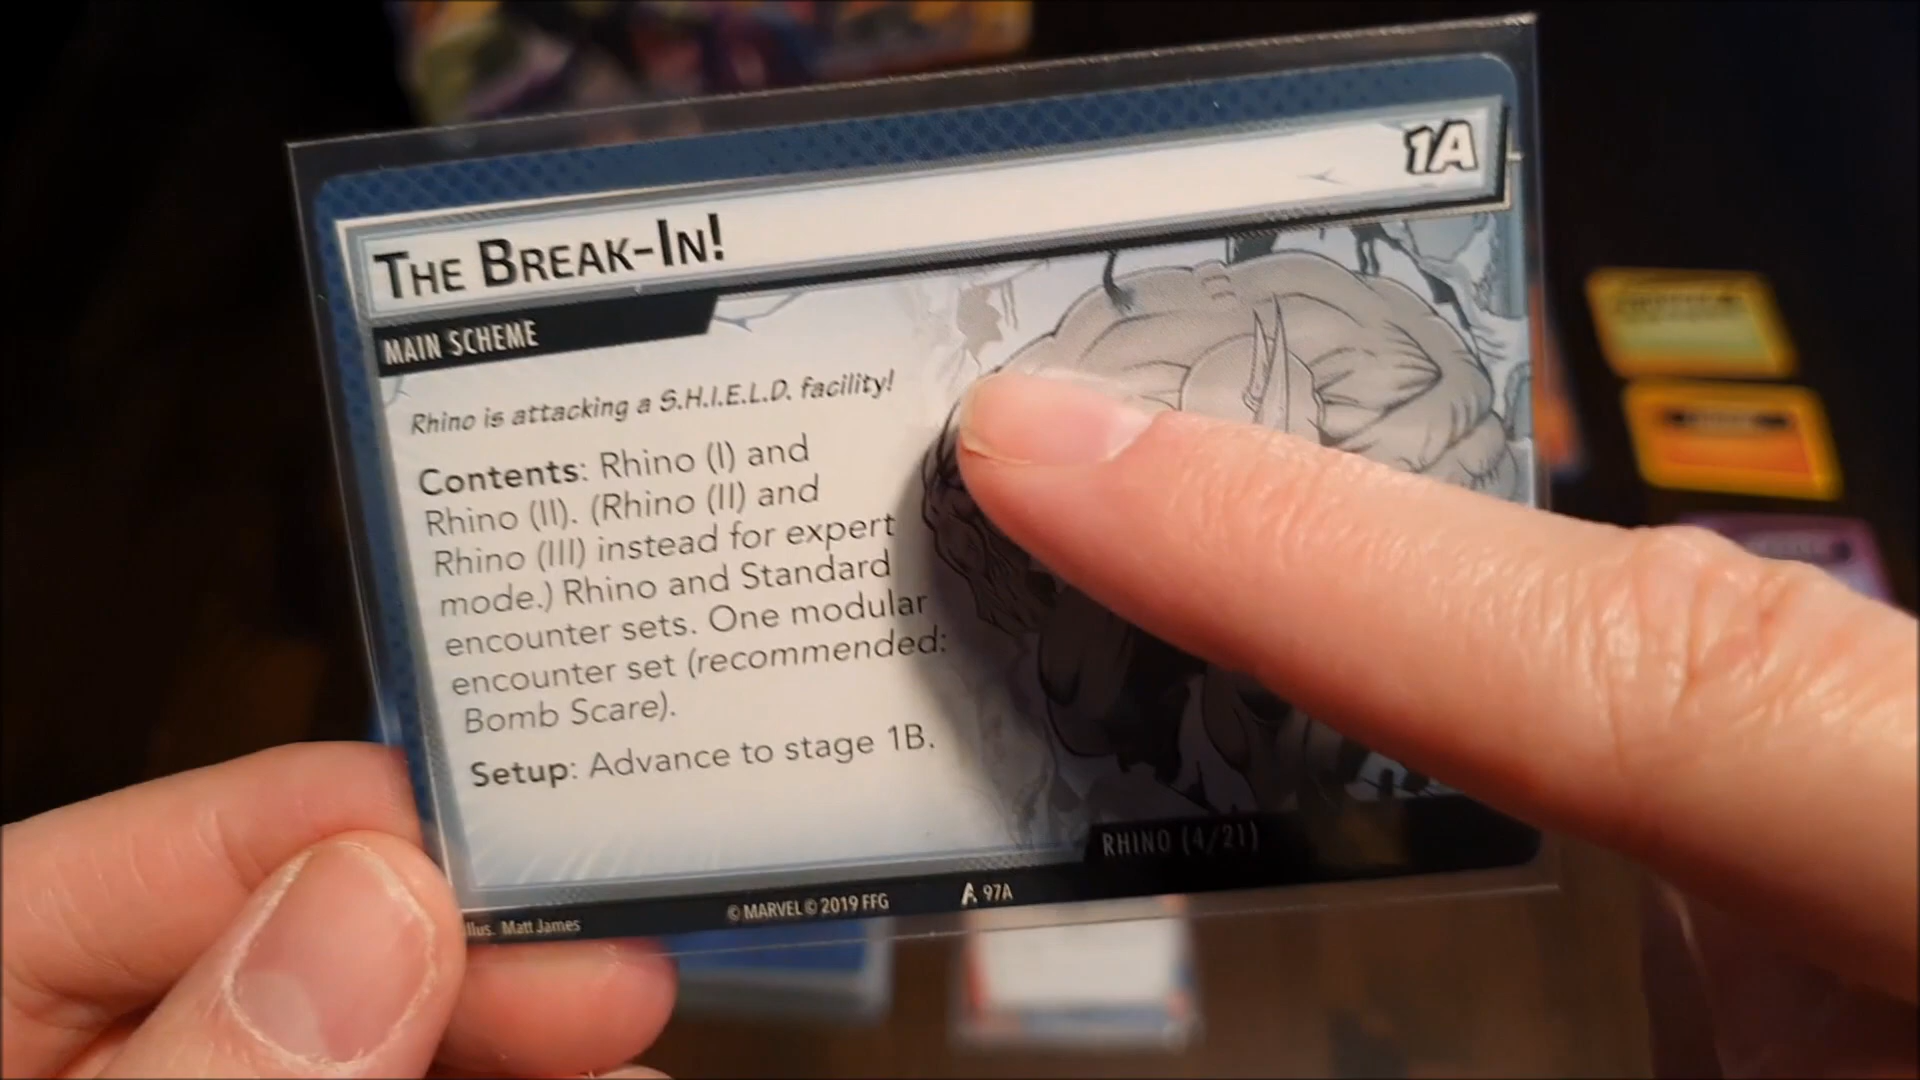 1A
THE BREAK-IN!
MAIN SCHEME
Rhino is attacking a S.H.I.E.L.D. facility!
Contents: Rhino (I) and
Rhino (II). (Rhino (II) and
Rhino (III) instead for expert
mode.) Rhino and Standard
encounter sets. One modular
encounter set (recommended:
Bomb Scare).
Setup: Advance to stage 1B.
RHINO (4/21)
Illus. Matt James
© MARVEL © 2019 FFG
97A